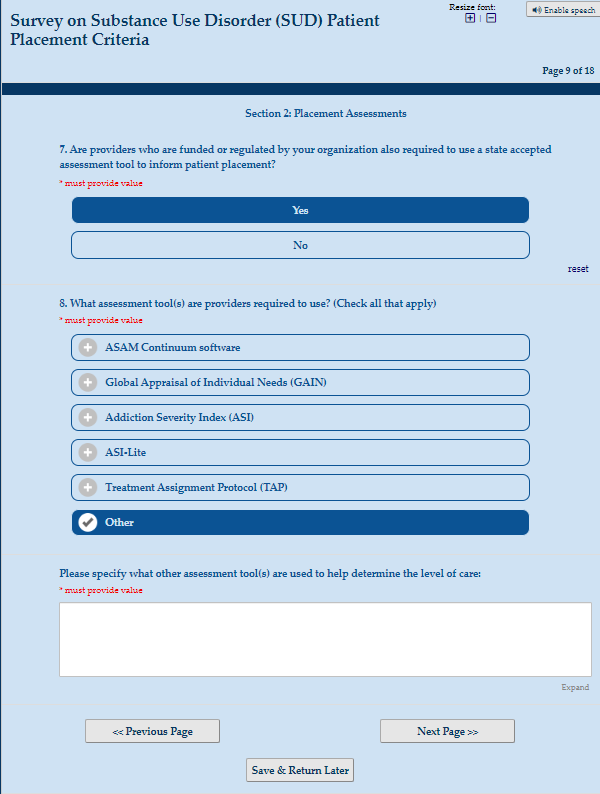 Survey on Substance Use Disorder (SUD) Patient
Placement Criteria
Resize font:
Enable speech
Page 9 of 18
Section 2: Placement Assessments
7. Are providers who are funded or regulated by your organization also required to use a state accepted
assessment tool to inform patient placement?
* must provide value
Yes
No
reset
8. What assessment tool(s) are providers required to use? (Check all that apply)
* must provide value
ASAM Continuum software
Global Appraisal of Individual Needs (GAIN)
Addiction Severity Index (ASI)
ASI-Lite
Treatment Assignment Protocol (TAP)
Other
Please specify what other assessment tool(s) are used to help determine the level of care:
* must provide value
Expand
<< Previous Page
Next Page >>
Save & Return Later